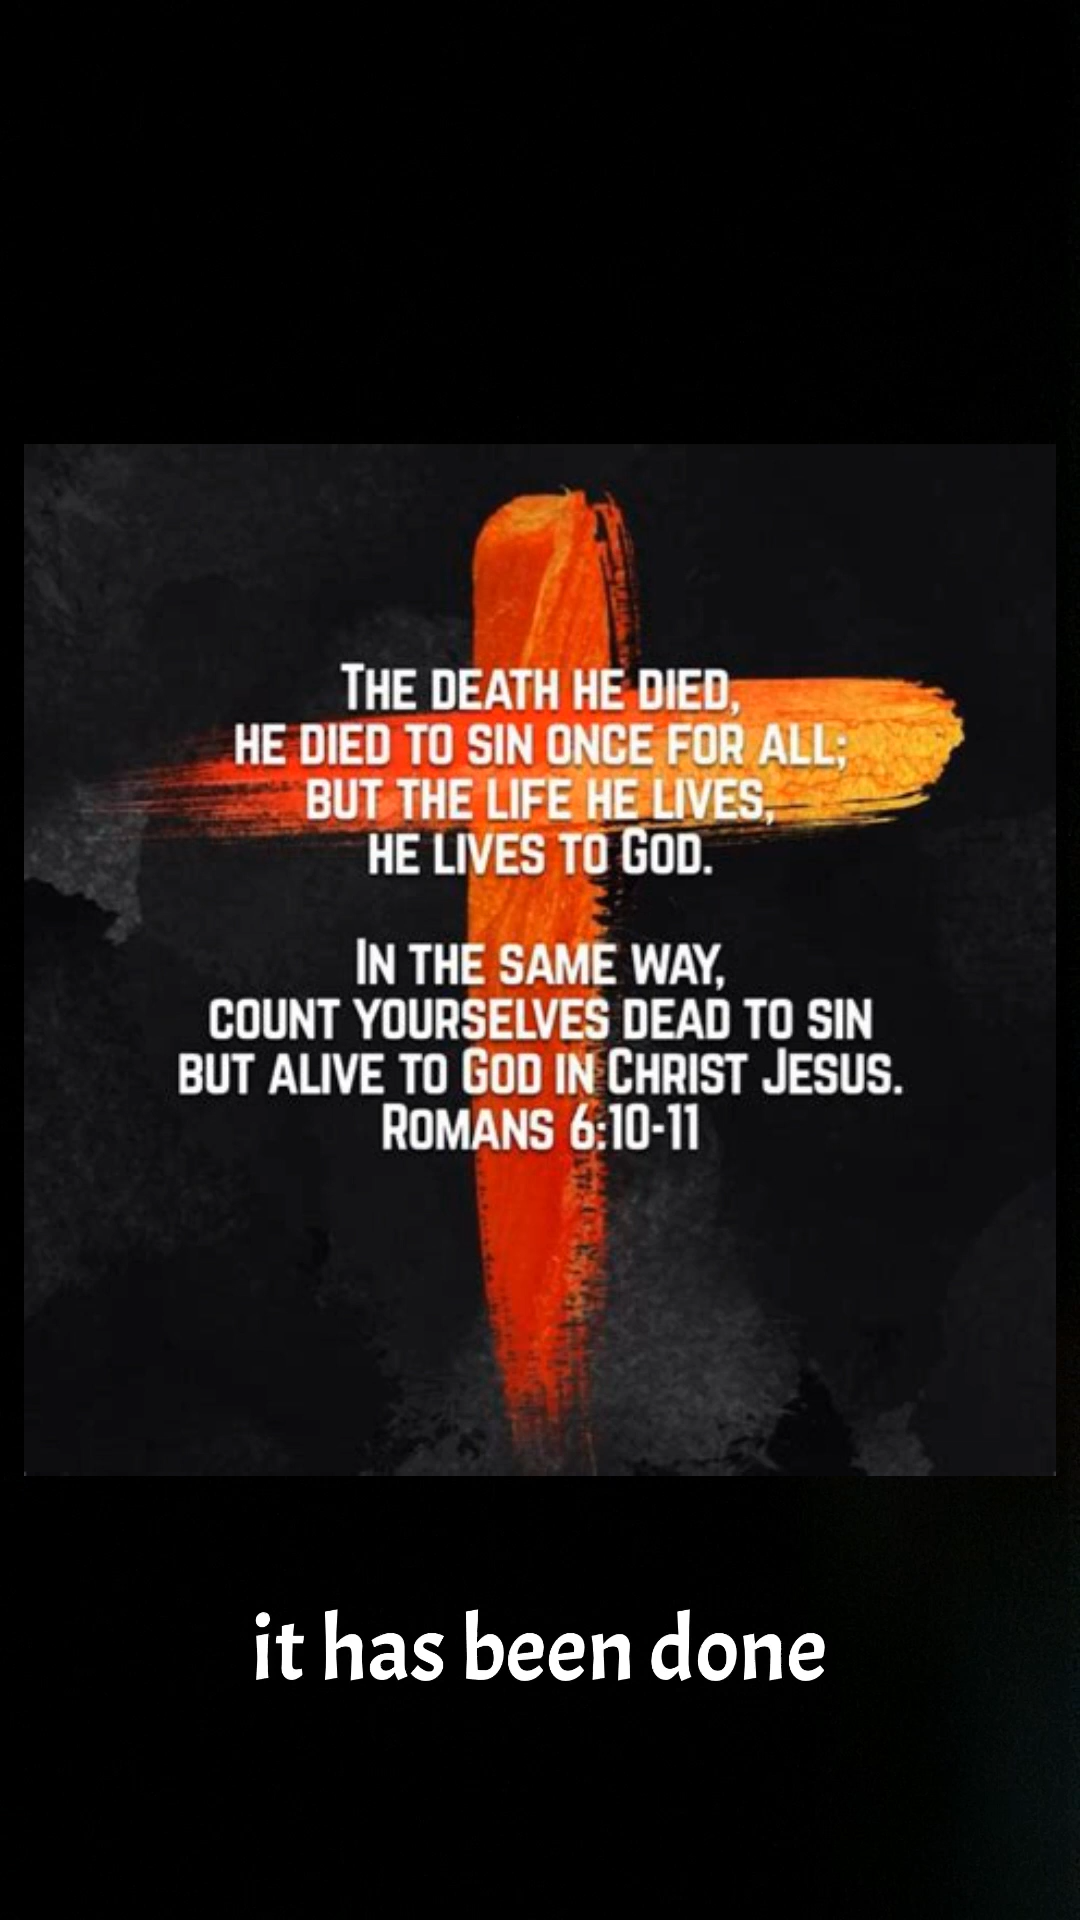 The death he died,
he died to sin once for all;
but the life he lives,
he lives to God.
In the same way,
count yourselves dead to sin
but alive to God in Christ Jesus.
Romans 6:10-11
it has been done